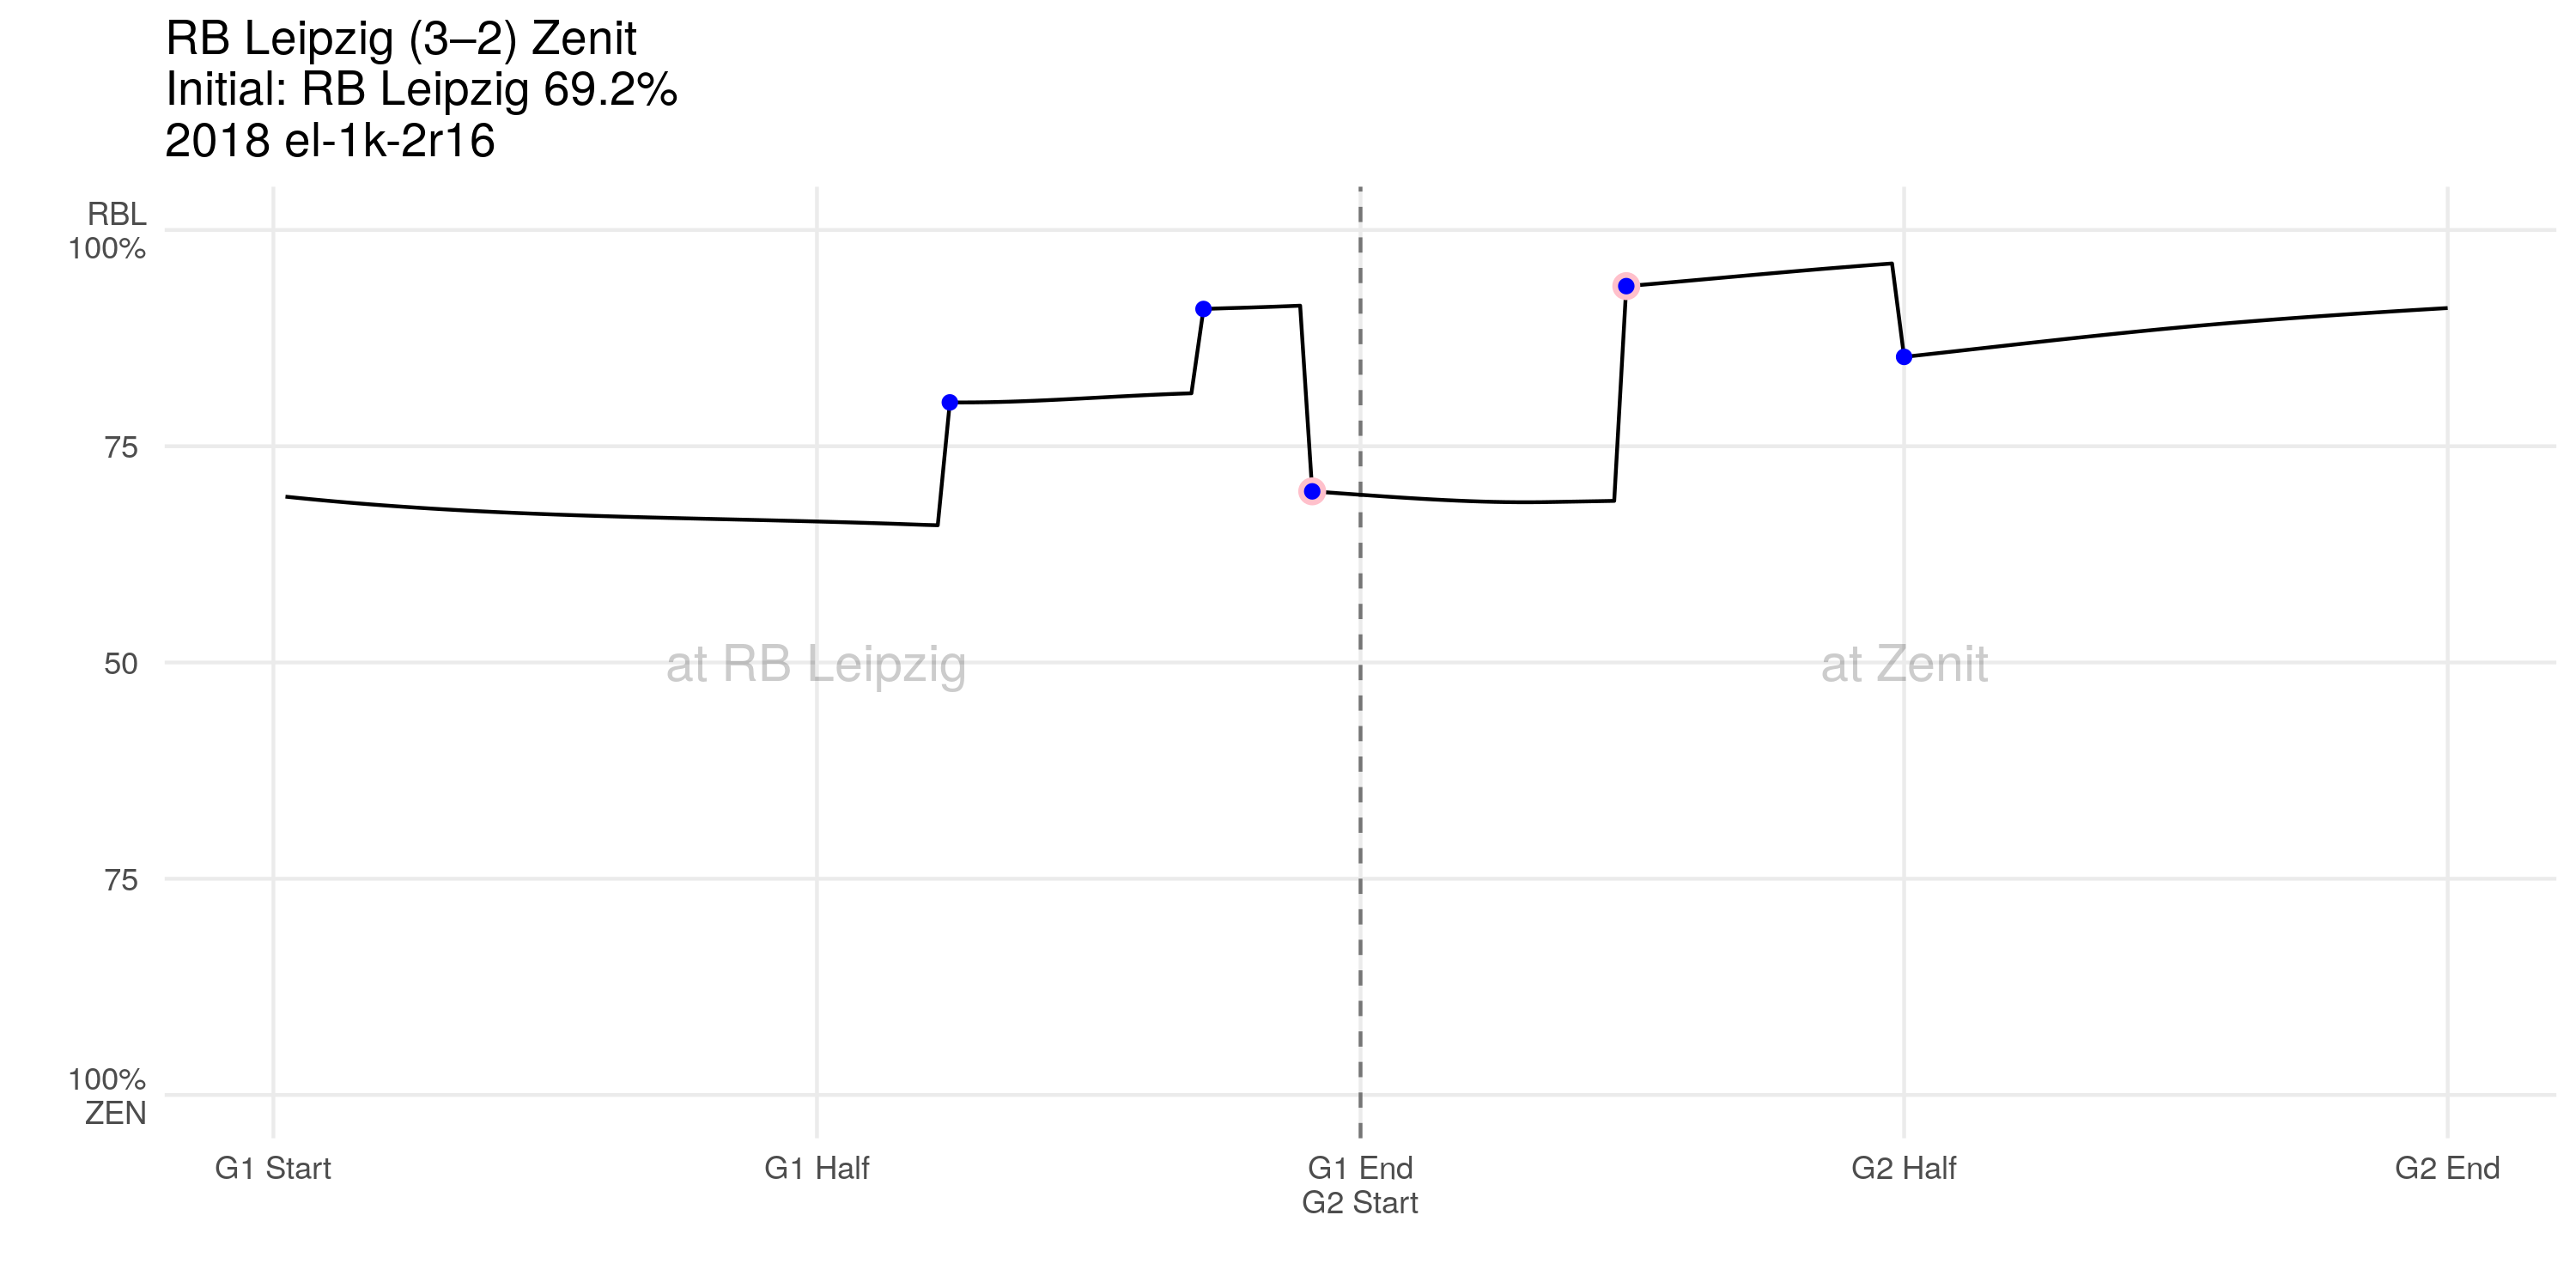 RB Leipzig (3–2) Zenit
Initial: RB Leipzig 69.2%
2018 el-1k-2r16
RBL
100%
75
50
75
100%
ZEN
at RB Leipzig
at Zenit
G1 Start
G1 Half
G1 End
G2 Start
G2 Half
G2 End